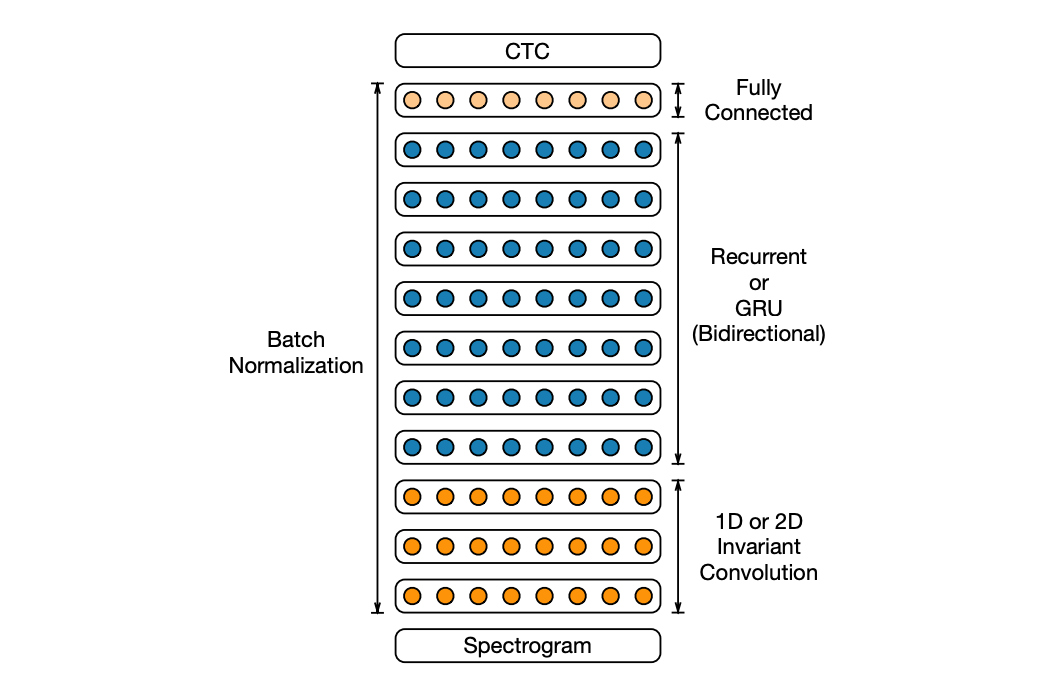 CTC
Fully
Connected
Recurrent
or
GRU
(Bidirectional)
Batch
Normalization
1D or 2D
Invariant
Convolution
Spectrogram